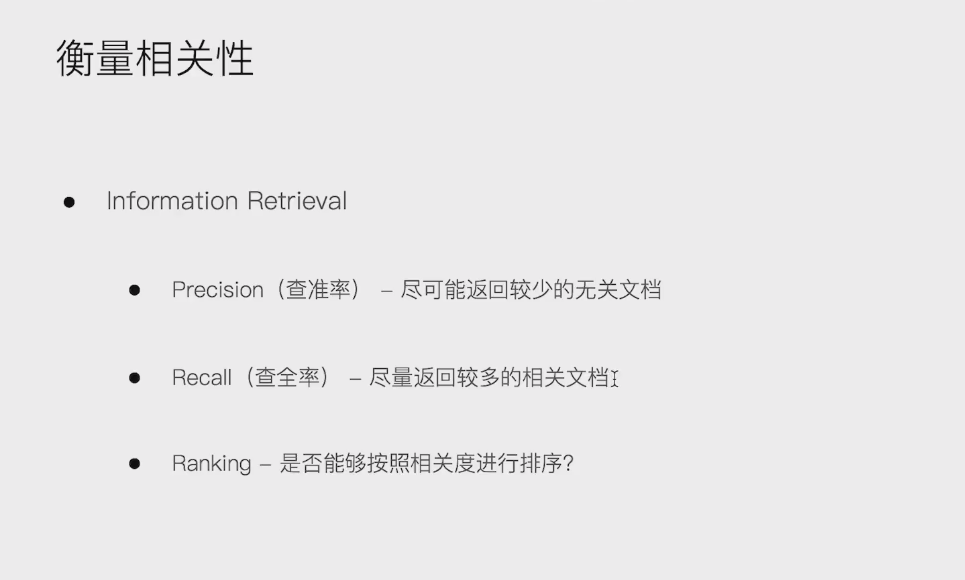 衡量相关性
Information Retrieval
Precision（查准率） – 尽可能返回较少的无关文档
Recall（查全率） – 尽量返回较多的相关文档
Ranking – 是否能够按照相关度进行排序?